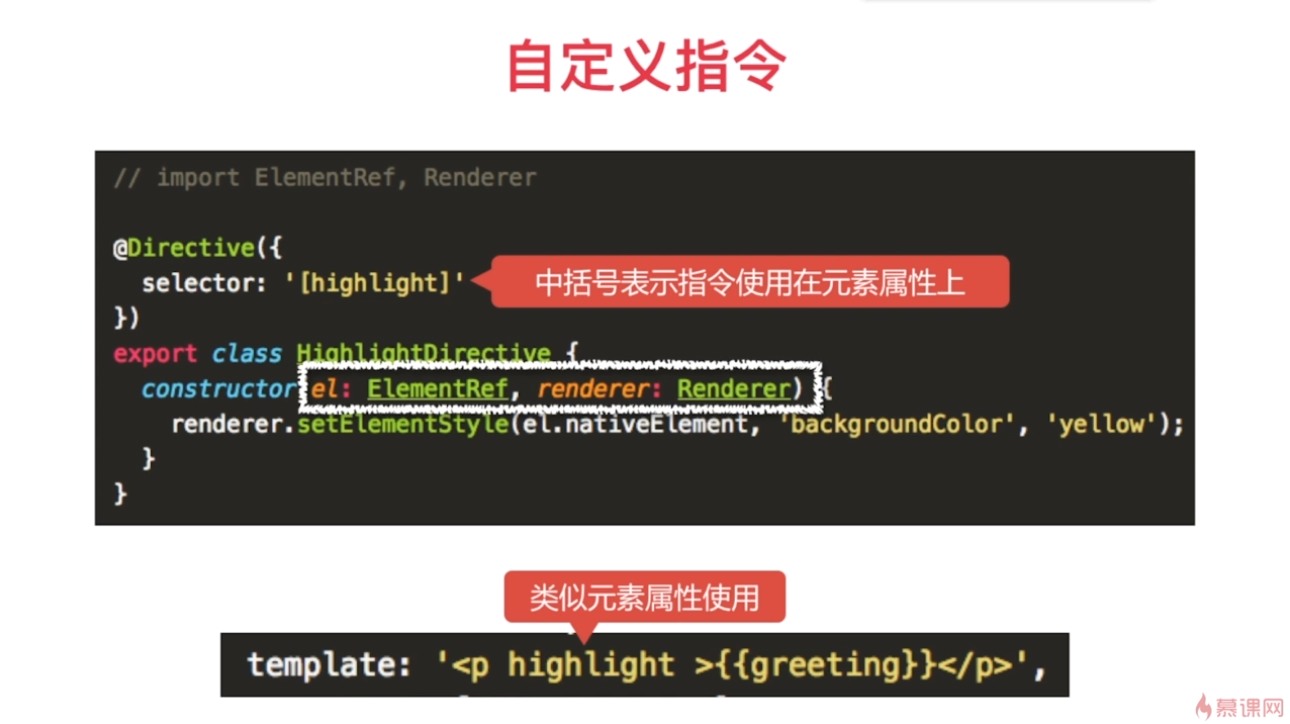 自定义指令
// import ElementRef, Renderer
@Directive({
selector: '[highlight]'
中括号表示指令使用在元素属性上
})
export class HighlightDirective {
constructor el: ElementRef, renderer: Renderer) {
renderer.setElementStyle(el.nativeElement, 'backgroundColor', 'yellow');
}
}
类似元素属性使用
template: '<p highlight >{{greeting}}</p>',
慕课网